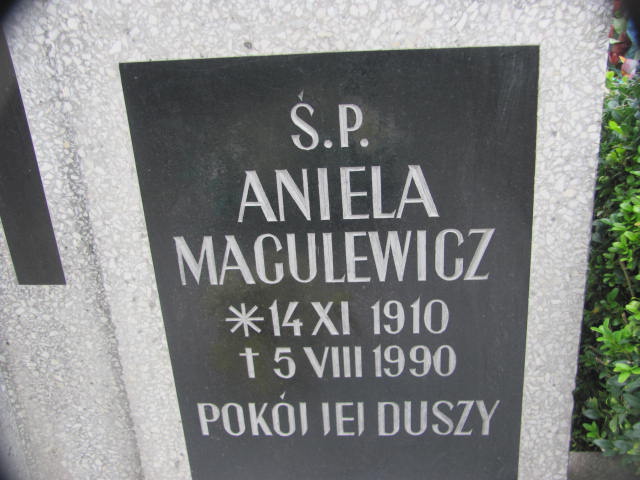 Ś.P.
ANIELA
MACULEWICZ
* 14 XI 1910
† 5 VIII 1990
POKÓJ JEJ DUSZY